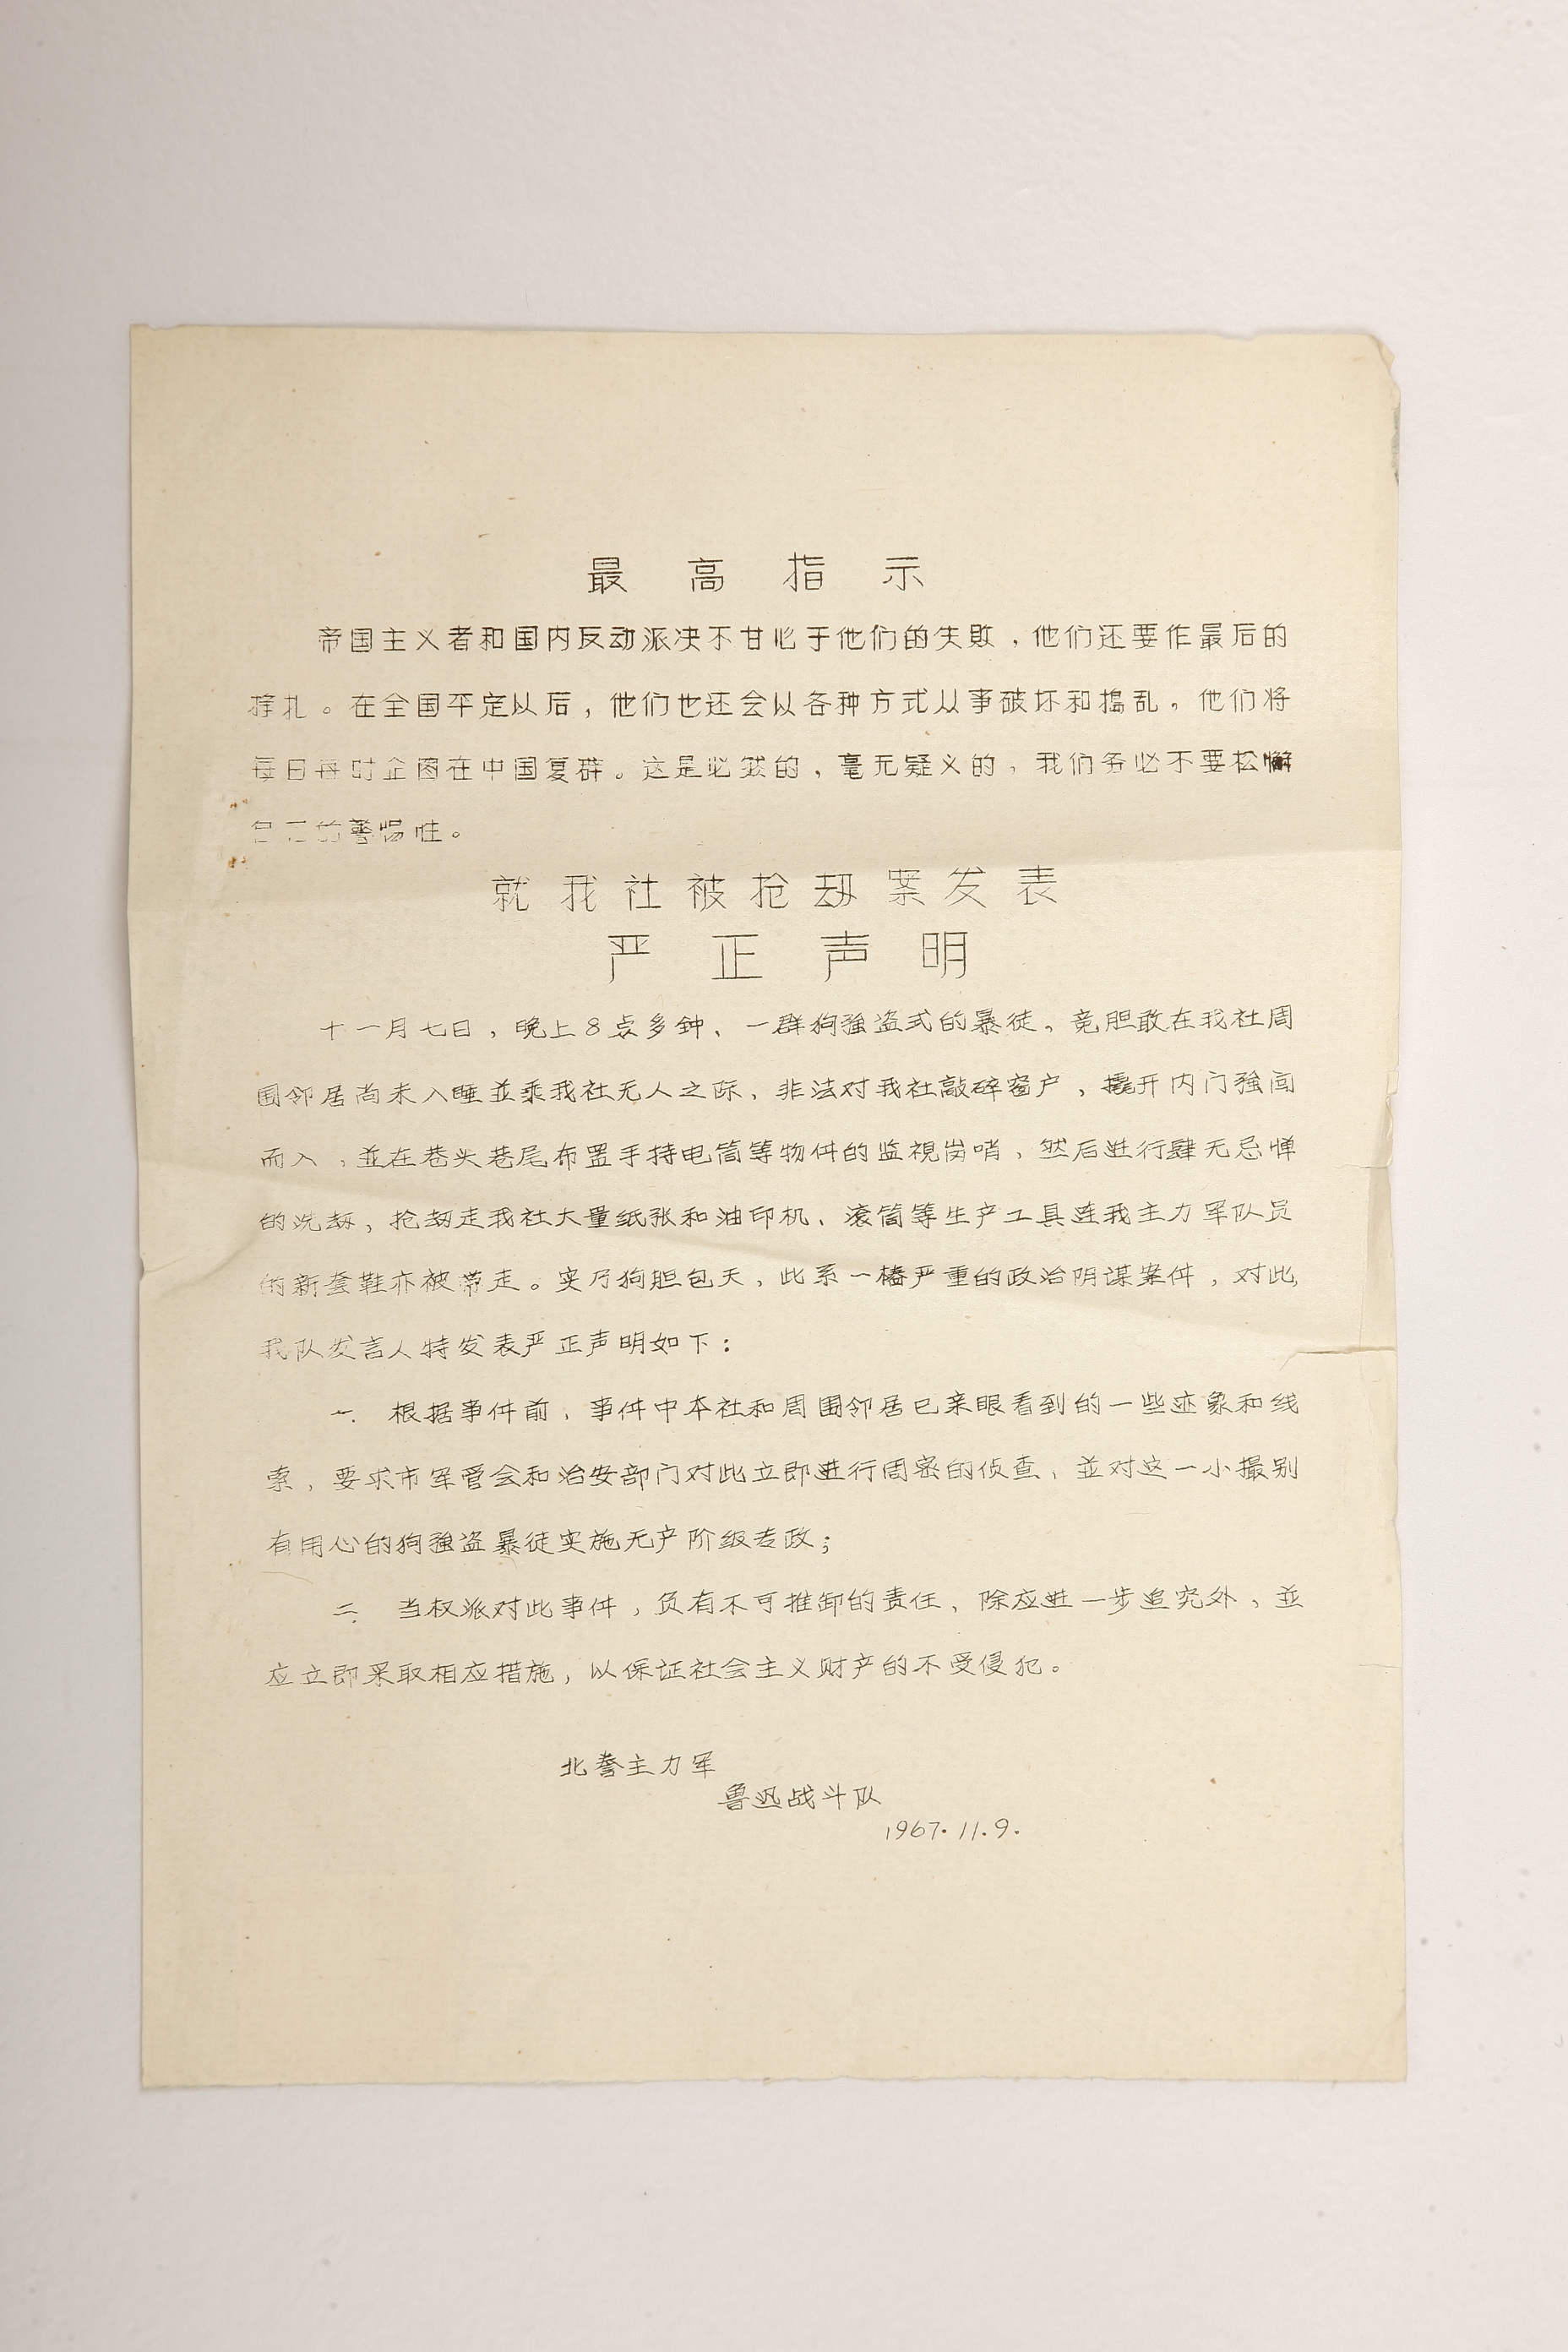 最高指示
帝国主义者和国内反动派决不甘心于他们的失败，他们还要作最后的
挣扎。在全国平定以后，他们也还会以各种方式从事破坏和捣乱。他们将
每日每时企图在中国复辟。这是必然的，毫无疑义的，我们务必不要松懈
自己的警惕性。
就我社被抢劫案发表
严正声明
十一月七日，晚上8点多钟、一群狗强盗式的暴徒。竟胆敢在我社周
围邻居尚未入睡並乘我社无人之际、非法对我社敲碎窗户，撬开内门强闯
而入，並在巷头巷尾布置手持电筒等物件的监視岗哨，然后进行肆无忌惮
的洗劫，抢劫走我社大量纸张和油印机、滚筒等生产工具连我主力军队员
的新套鞋亦被带走。实乃狗胆包天，此系一樁严重的政治阴谋案件，对此，
我队发言人特发表严正声明如下：
一．根据事件前，事件中本社和周围邻居已亲眼看到的一些迹象和线
索，要求市军管会和治安部门对此立即进行周密的侦查，並对这一小撮别
有用心的狗强盗暴徒实施无产阶级专政；
二．当权派对此事件，负有不可推卸的责任、除应进一步追究外，並
应立即采取相应措施，以保证社会主义财产的不受侵犯。
北誊主力军
鲁迅战斗队
1967.11.9.